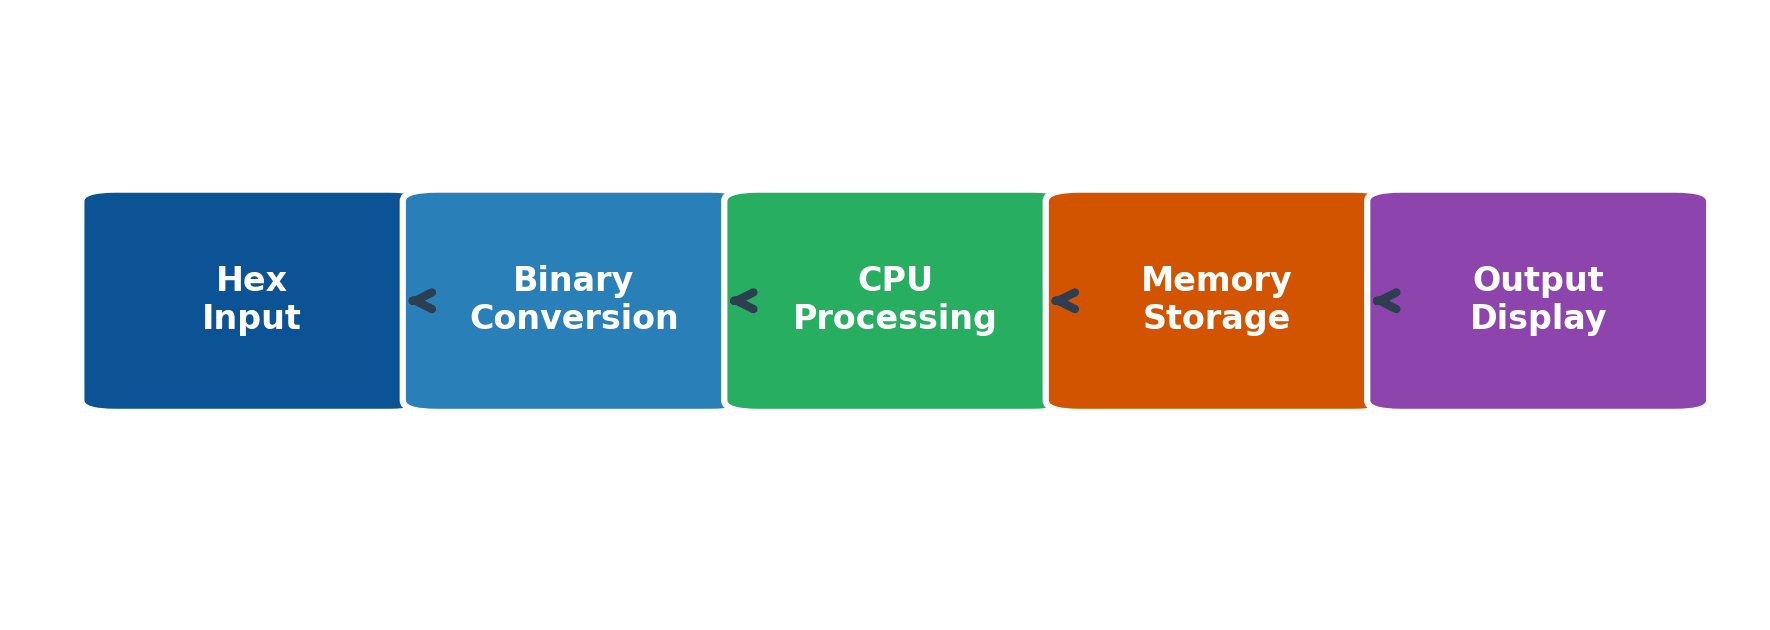 Hex
Input
Binary
Conversion
CPU
Processing
Memory
Storage
Output
Display